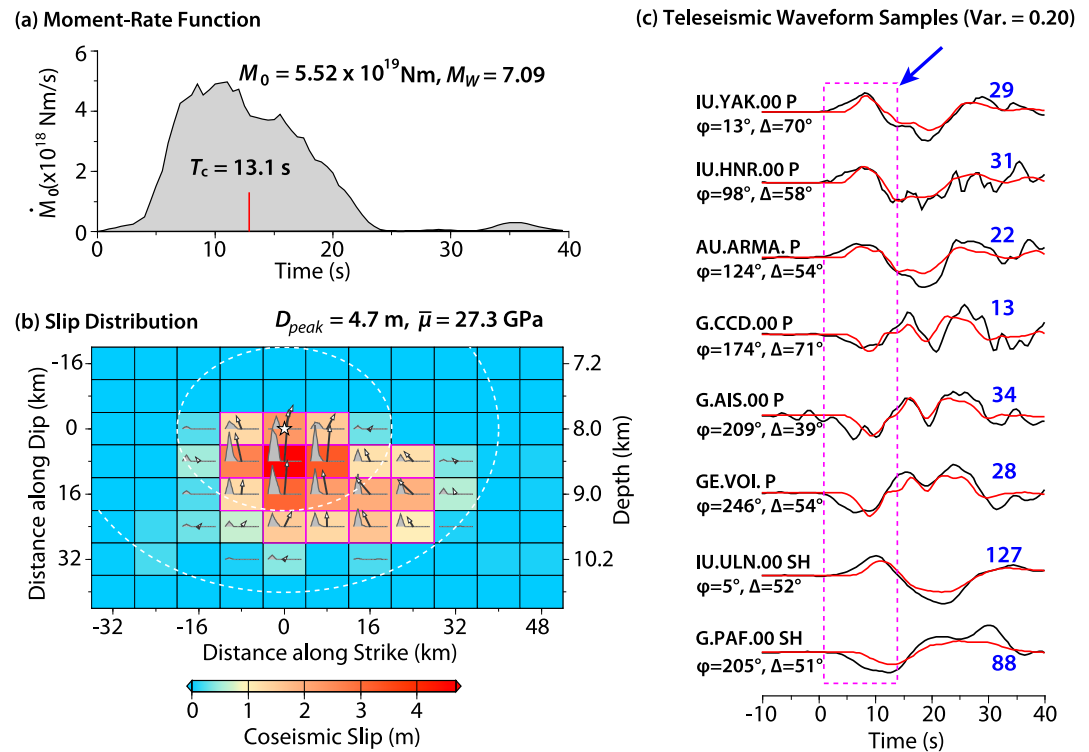 (a) Moment-Rate Function
M0 = 5.52 x 10^19Nm, MW = 7.09
Tc = 13.1 s
Ṁ0(x10^18 Nm/s)
6
4
2
0
0 10 20 30 40
Time (s)
(b) Slip Distribution
Dpeak = 4.7 m, μ̅ = 27.3 GPa
Distance along Dip (km)
-16
0
16
32
7.2
8.0
9.0
10.2
Depth (km)
-32 -16 0 16 32 48
Distance along Strike (km)
0 1 2 3 4
Coseismic Slip (m)
(c) Teleseismic Waveform Samples (Var. = 0.20)
IU.YAK.00 P 29
φ=13°, Δ=70°
IU.HNR.00 P 31
φ=98°, Δ=58°
AU.ARMA. P 22
φ=124°, Δ=54°
G.CCD.00 P 13
φ=174°, Δ=71°
G.AIS.00 P 34
φ=209°, Δ=39°
GE.VOI. P 28
φ=246°, Δ=54°
IU.ULN.00 SH 127
φ=5°, Δ=52°
G.PAF.00 SH
φ=205°, Δ=51° 88
-10 0 10 20 30 40
Time (s)